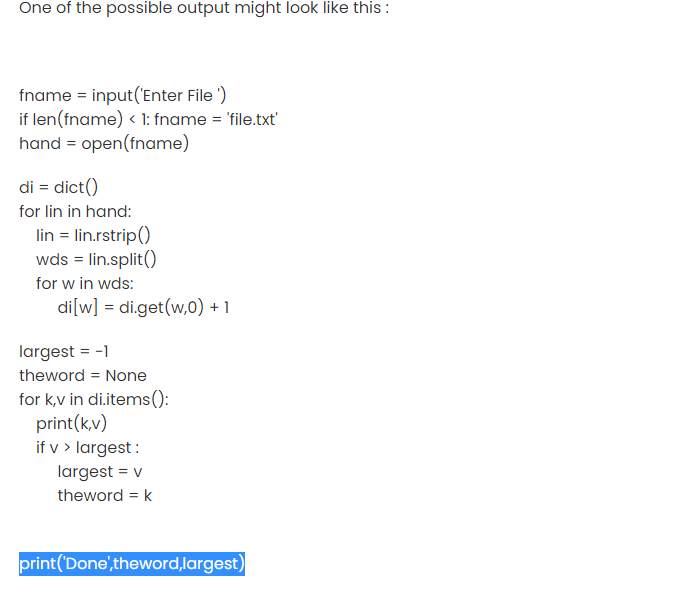 One of the possible output might look like this :
fname = input('Enter File ')
if len(fname) < 1: fname = 'file.txt'
hand = open(fname)
di = dict()
for lin in hand:
lin = lin.rstrip()
wds = lin.split()
for w in wds:
di[w] = di.get(w,0) + 1
largest = -1
theword = None
for k,v in di.items():
print(k,v)
if v > largest :
largest = v
theword = k
print('Done',theword,largest)